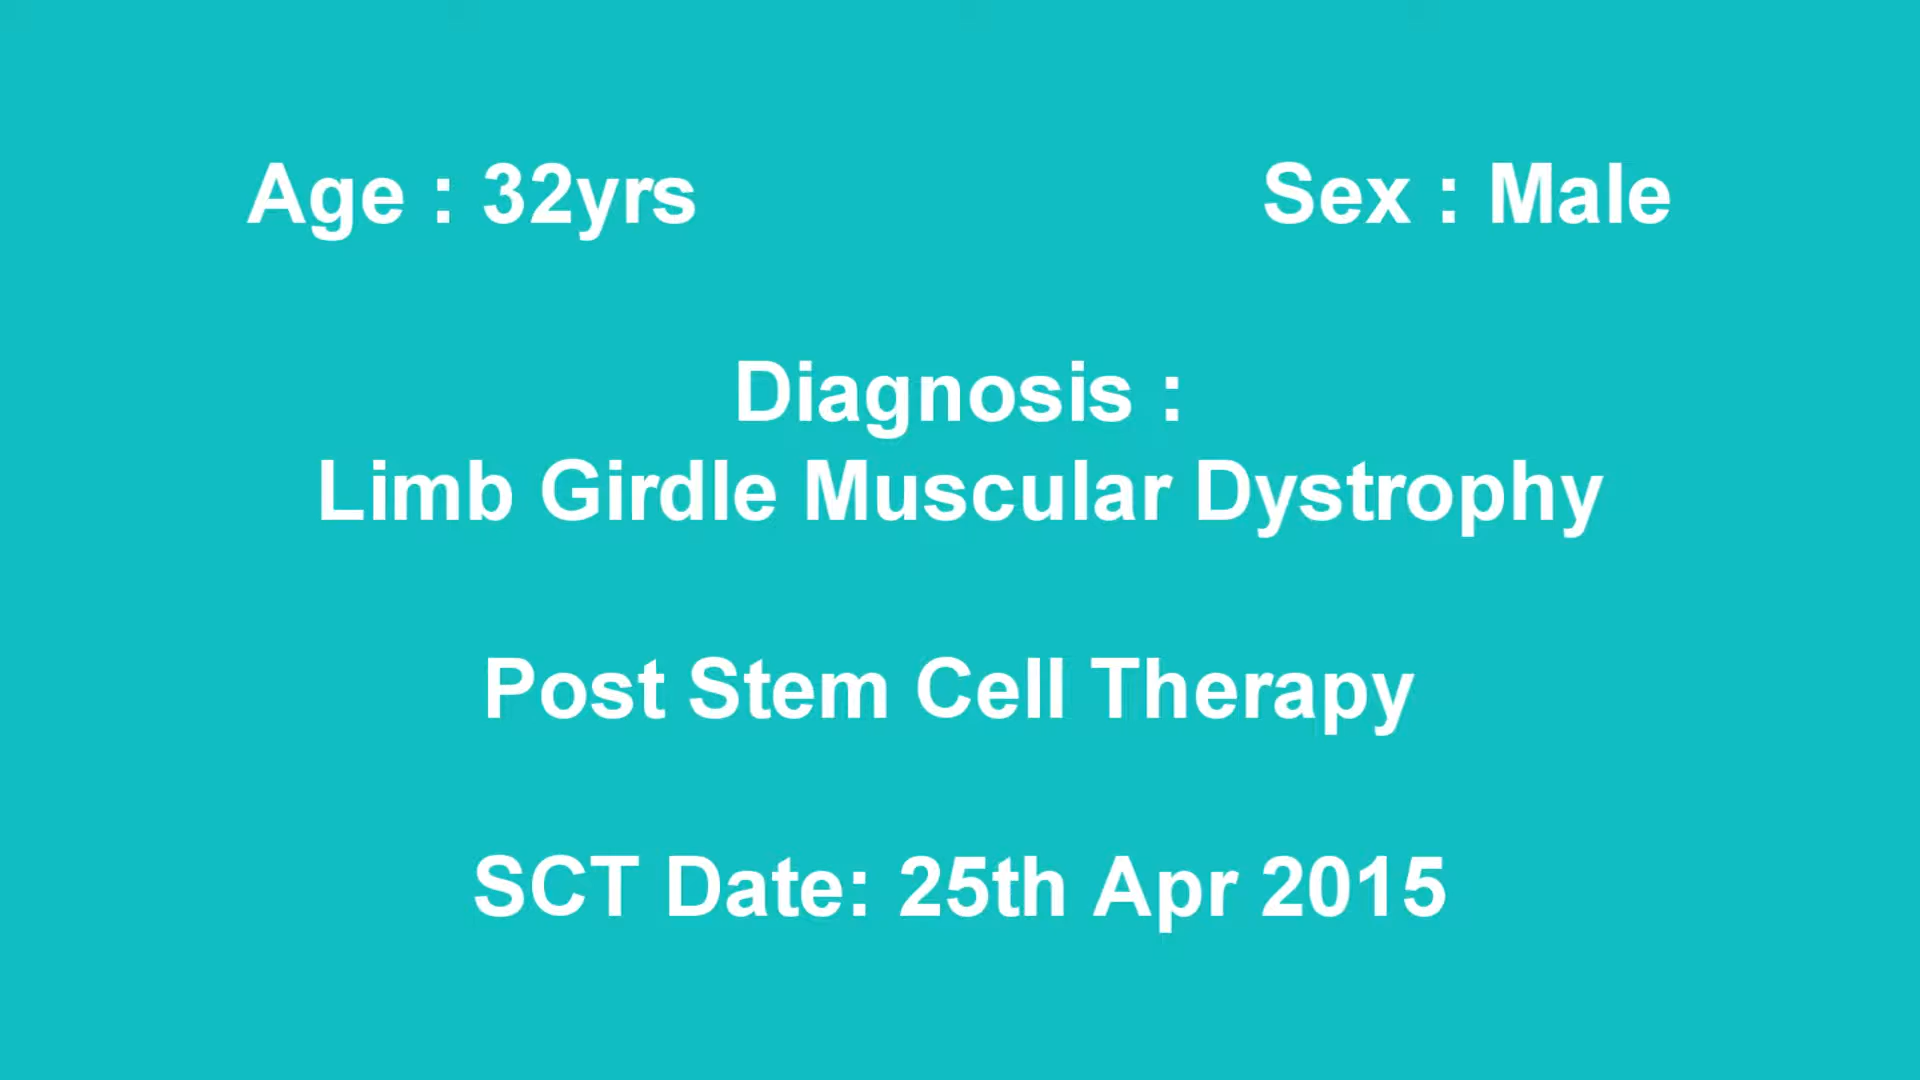 Age : 32yrs Sex : Male
Diagnosis :
Limb Girdle Muscular Dystrophy
Post Stem Cell Therapy
SCT Date: 25th Apr 2015